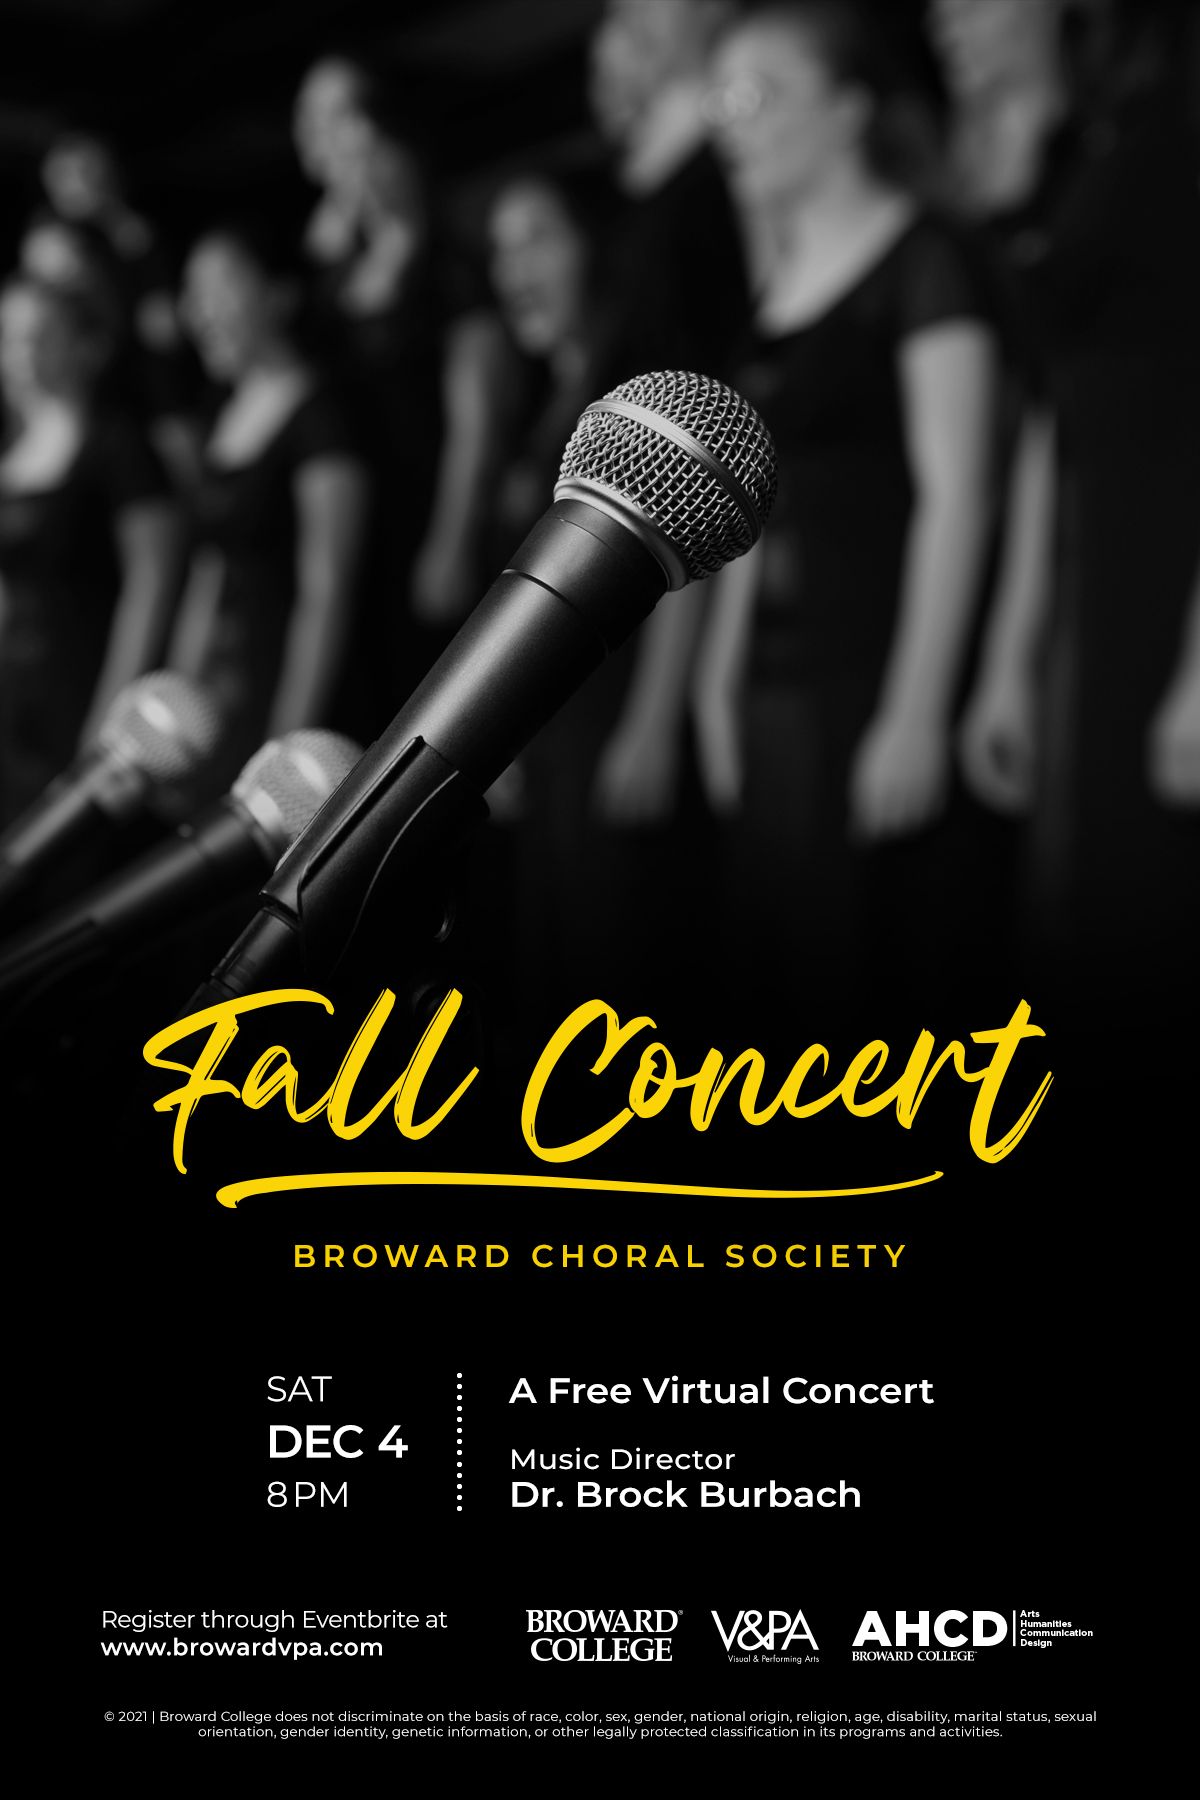 Fall Concert
BROWARD CHORAL SOCIETY
SAT
DEC 4
8PM
A Free Virtual Concert
Music Director
Dr. Brock Burbach
Register through Eventbrite at
www.browardvpa.com
BROWARD®
COLLEGE
V&PA
Visual & Performing Arts
AHCD
BROWARD COLLEGE
Arts
Humanities
Communication
Design
© 2021 | Broward College does not discriminate on the basis of race, color, sex, gender, national origin, religion, age, disability, marital status, sexual
orientation, gender identity, genetic information, or other legally protected classification in its programs and activities.